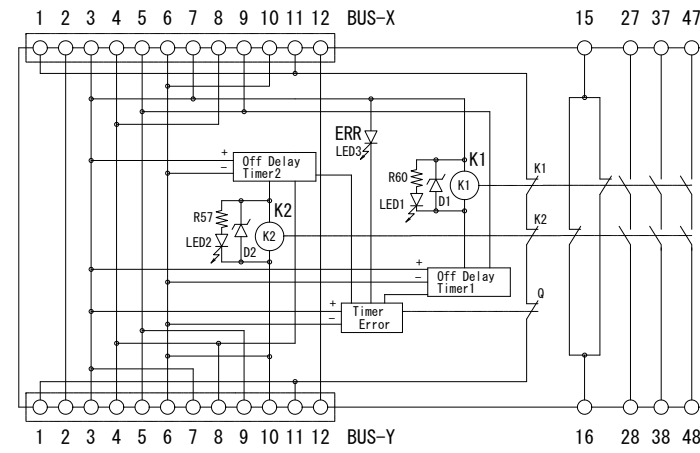 1 2 3 4 5 6 7 8 9 10 11 12 BUS-X 15 27 37 47
ERR
LED3
+
−
Off Delay
Timer2
R60
K1
K1
K1
LED1
D1
R57
K2
K2
K2
LED2
D2
+
−
Off Delay
Timer1
+
−
Timer
Error
Q
1 2 3 4 5 6 7 8 9 10 11 12 BUS-Y 16 28 38 48